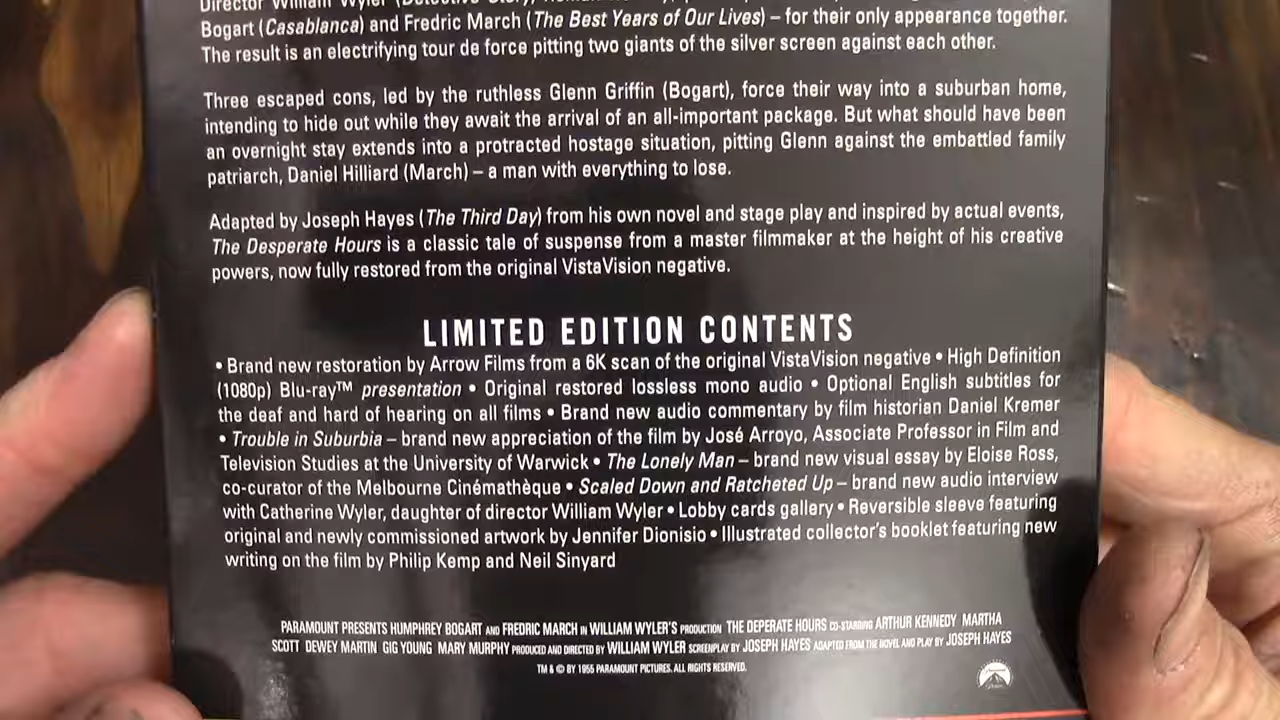 Director William Wyler (Detective Story,
Bogart (Casablanca) and Fredric March (The Best Years of Our Lives) – for their only appearance together.
The result is an electrifying tour de force pitting two giants of the silver screen against each other.
Three escaped cons, led by the ruthless Glenn Griffin (Bogart), force their way into a suburban home,
intending to hide out while they await the arrival of an all-important package. But what should have been
an overnight stay extends into a protracted hostage situation, pitting Glenn against the embattled family
patriarch, Daniel Hilliard (March) – a man with everything to lose.
Adapted by Joseph Hayes (The Third Day) from his own novel and stage play and inspired by actual events,
The Desperate Hours is a classic tale of suspense from a master filmmaker at the height of his creative
powers, now fully restored from the original VistaVision negative.
LIMITED EDITION CONTENTS
• Brand new restoration by Arrow Films from a 6K scan of the original VistaVision negative • High Definition
(1080p) Blu-ray™ presentation • Original restored lossless mono audio • Optional English subtitles for
the deaf and hard of hearing on all films • Brand new audio commentary by film historian Daniel Kremer
• Trouble in Suburbia – brand new appreciation of the film by José Arroyo, Associate Professor in Film and
Television Studies at the University of Warwick • The Lonely Man – brand new visual essay by Eloise Ross,
co-curator of the Melbourne Cinémathèque • Scaled Down and Ratcheted Up – brand new audio interview
with Catherine Wyler, daughter of director William Wyler • Lobby cards gallery • Reversible sleeve featuring
original and newly commissioned artwork by Jennifer Dionisio • Illustrated collector's booklet featuring new
writing on the film by Philip Kemp and Neil Sinyard
PARAMOUNT PRESENTS HUMPHREY BOGART AND FREDRIC MARCH IN WILLIAM WYLER'S PRODUCTION THE DEPERATE HOURS CO-STARRING ARTHUR KENNEDY MARTHA
SCOTT DEWEY MARTIN GIG YOUNG MARY MURPHY PRODUCED AND DIRECTED BY WILLIAM WYLER SCREENPLAY BY JOSEPH HAYES ADAPTED FROM THE NOVEL AND PLAY BY JOSEPH HAYES
TM & © BY 1955 PARAMOUNT PICTURES. ALL RIGHTS RESERVED.